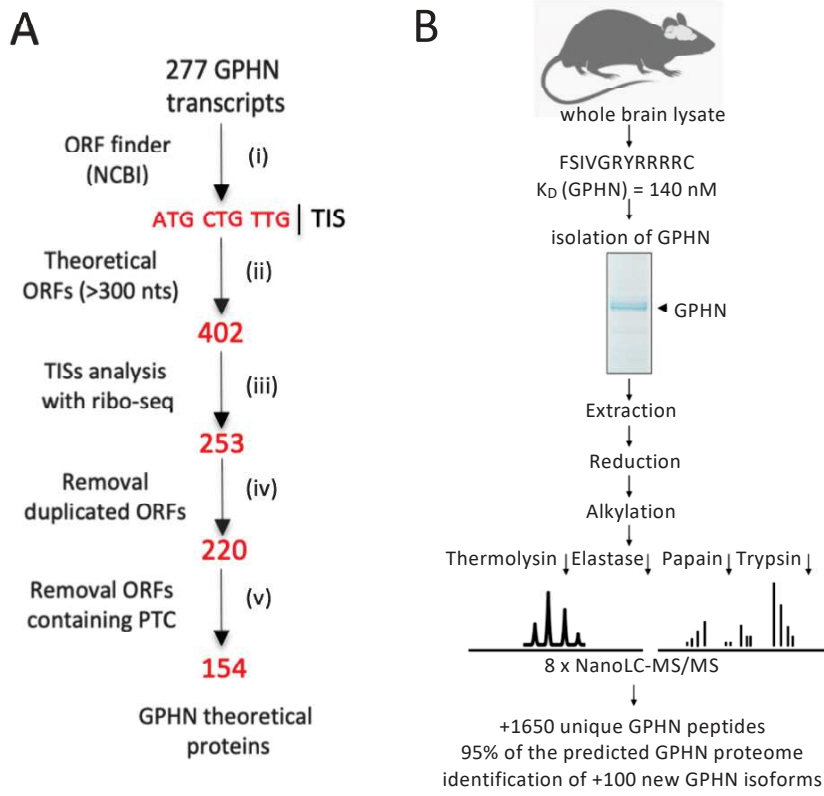 A
277 GPHN
transcripts
ORF finder
(NCBI)
(i)
ATG CTG TTG | TIS
Theoretical
ORFs (>300 nts)
(ii)
402
TISs analysis
with ribo-seq
(iii)
253
Removal
duplicated ORFs
(iv)
220
Removal ORFs
containing PTC
(v)
154
GPHN theoretical
proteins
B
whole brain lysate
FSIVGRYRRRRC
KD (GPHN) = 140 nM
isolation of GPHN
GPHN
Extraction
Reduction
Alkylation
Thermolysin Elastase Papain Trypsin
8 x NanoLC-MS/MS
+1650 unique GPHN peptides
95% of the predicted GPHN proteome
identification of +100 new GPHN isoforms